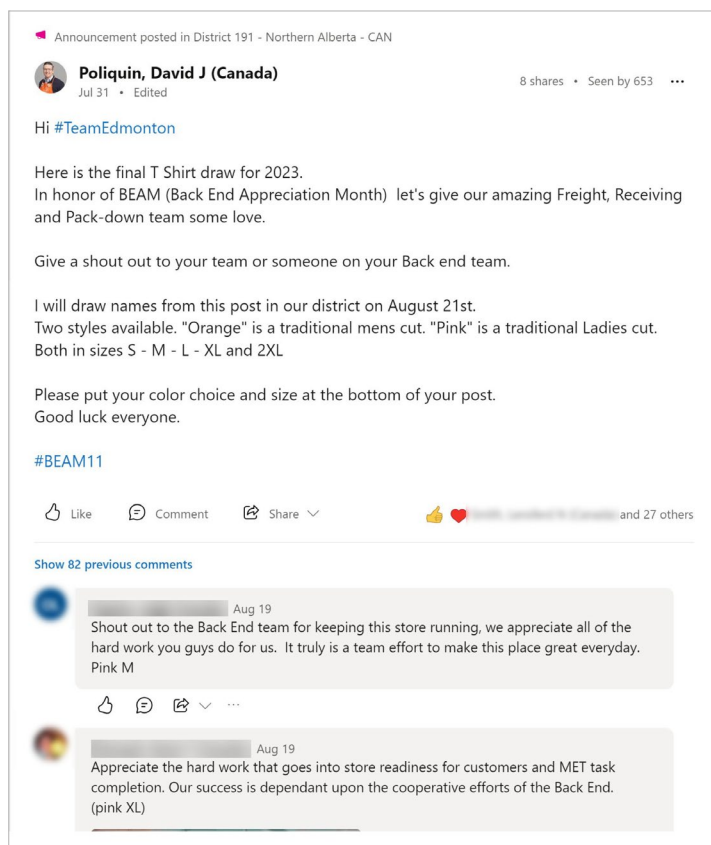 Announcement posted in District 191 - Northern Alberta - CAN
Poliquin, David J (Canada)
Jul 31 • Edited
8 shares • Seen by 653 •••
Hi #TeamEdmonton
Here is the final T Shirt draw for 2023.
In honor of BEAM (Back End Appreciation Month) let's give our amazing Freight, Receiving
and Pack-down team some love.
Give a shout out to your team or someone on your Back end team.
I will draw names from this post in our district on August 21st.
Two styles available. "Orange" is a traditional mens cut. "Pink" is a traditional Ladies cut.
Both in sizes S - M - L - XL and 2XL
Please put your color choice and size at the bottom of your post.
Good luck everyone.
#BEAM11
Like Comment Share
and 27 others
Show 82 previous comments
Aug 19
Shout out to the Back End team for keeping this store running, we appreciate all of the
hard work you guys do for us. It truly is a team effort to make this place great everyday.
Pink M
Aug 19
Appreciate the hard work that goes into store readiness for customers and MET task
completion. Our success is dependant upon the cooperative efforts of the Back End.
(pink XL)